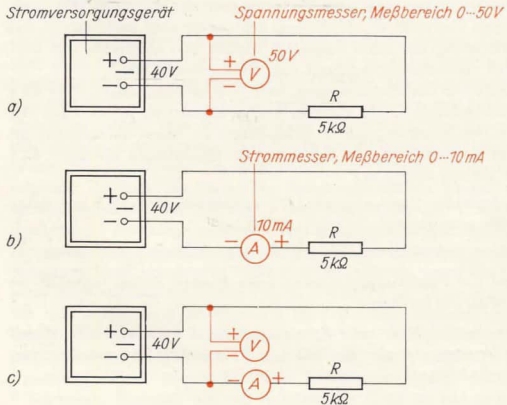 Stromversorgungsgerät
Spannungsmesser, Meßbereich 0...50V
+
−
40V
+
−
V
50V
R
5kΩ
a)
Strommesser, Meßbereich 0...10mA
+
−
40V
10mA
−
A
+
R
5kΩ
b)
+
−
40V
+
−
V
−
A
+
R
5kΩ
c)